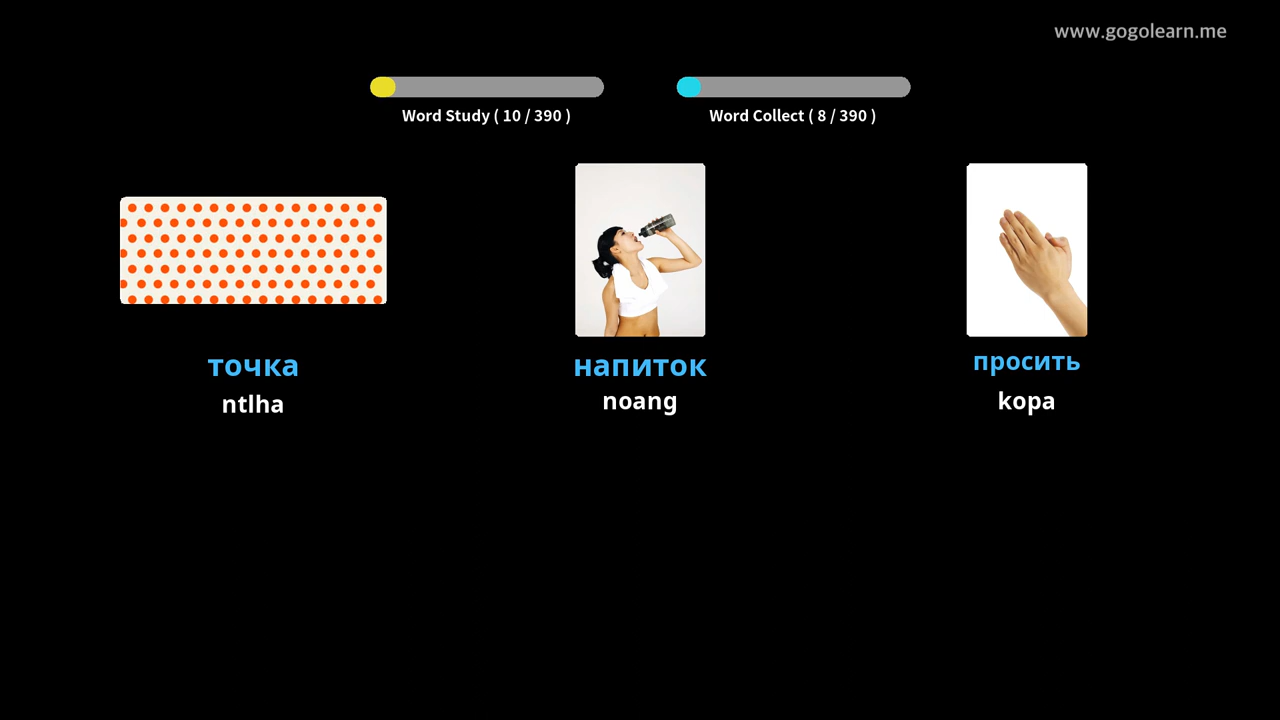 www.gogolearn.me
Word Study ( 10 / 390 )
Word Collect ( 8 / 390 )
точка
напиток
просить
ntlha
noang
kopa